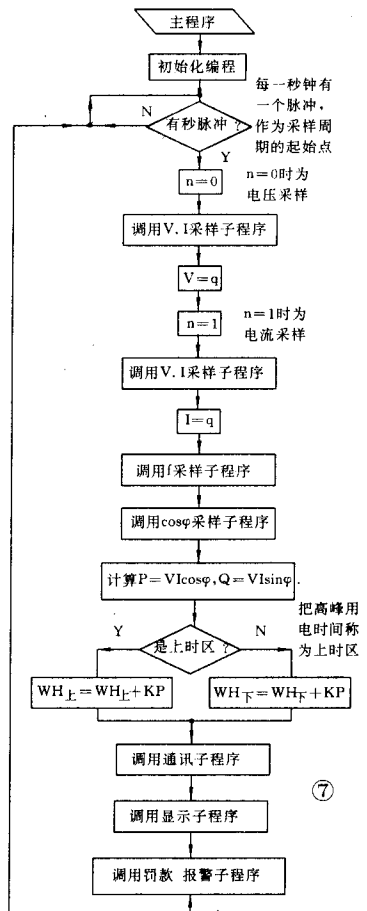 主程序
初始化编程
每一秒钟有
一个脉冲，
作为采样周
期的起始点
N
有秒脉冲？
Y
n=0
n=0时为
电压采样
调用V.I采样子程序
V=q
n=1
n=1时为
电流采样
调用V.I采样子程序
I=q
调用f采样子程序
调用cosφ采样子程序
计算P=VIcosφ,Q=VIsinφ.
把高峰用
电时间称
为上时区
Y
是上时区？
N
WH上=WH上+KP
WH下=WH下+KP
调用通讯子程序
⑦
调用显示子程序
调用罚款 报警子程序